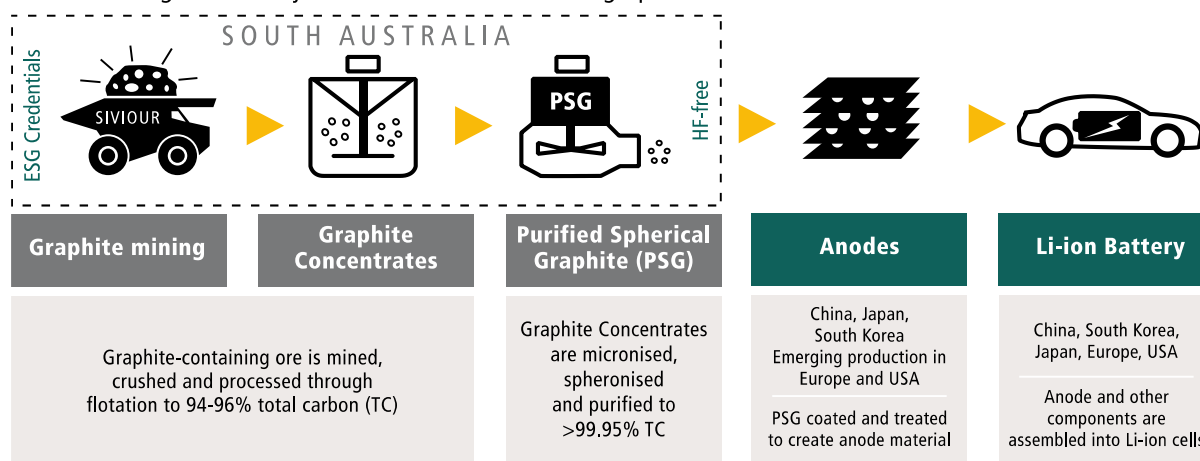 SOUTH AUSTRALIA
ESG Credentials
SIVIOUR
PSG
HF-free
Graphite mining
Graphite
Concentrates
Purified Spherical
Graphite (PSG)
Anodes
Li-ion Battery
Graphite-containing ore is mined,
crushed and processed through
flotation to 94-96% total carbon (TC)
Graphite Concentrates
are micronised,
spheronised
and purified to
>99.95% TC
China, Japan,
South Korea
Emerging production in
Europe and USA
PSG coated and treated
to create anode material
China, South Korea,
Japan, Europe, USA
Anode and other
components are
assembled into Li-ion cells